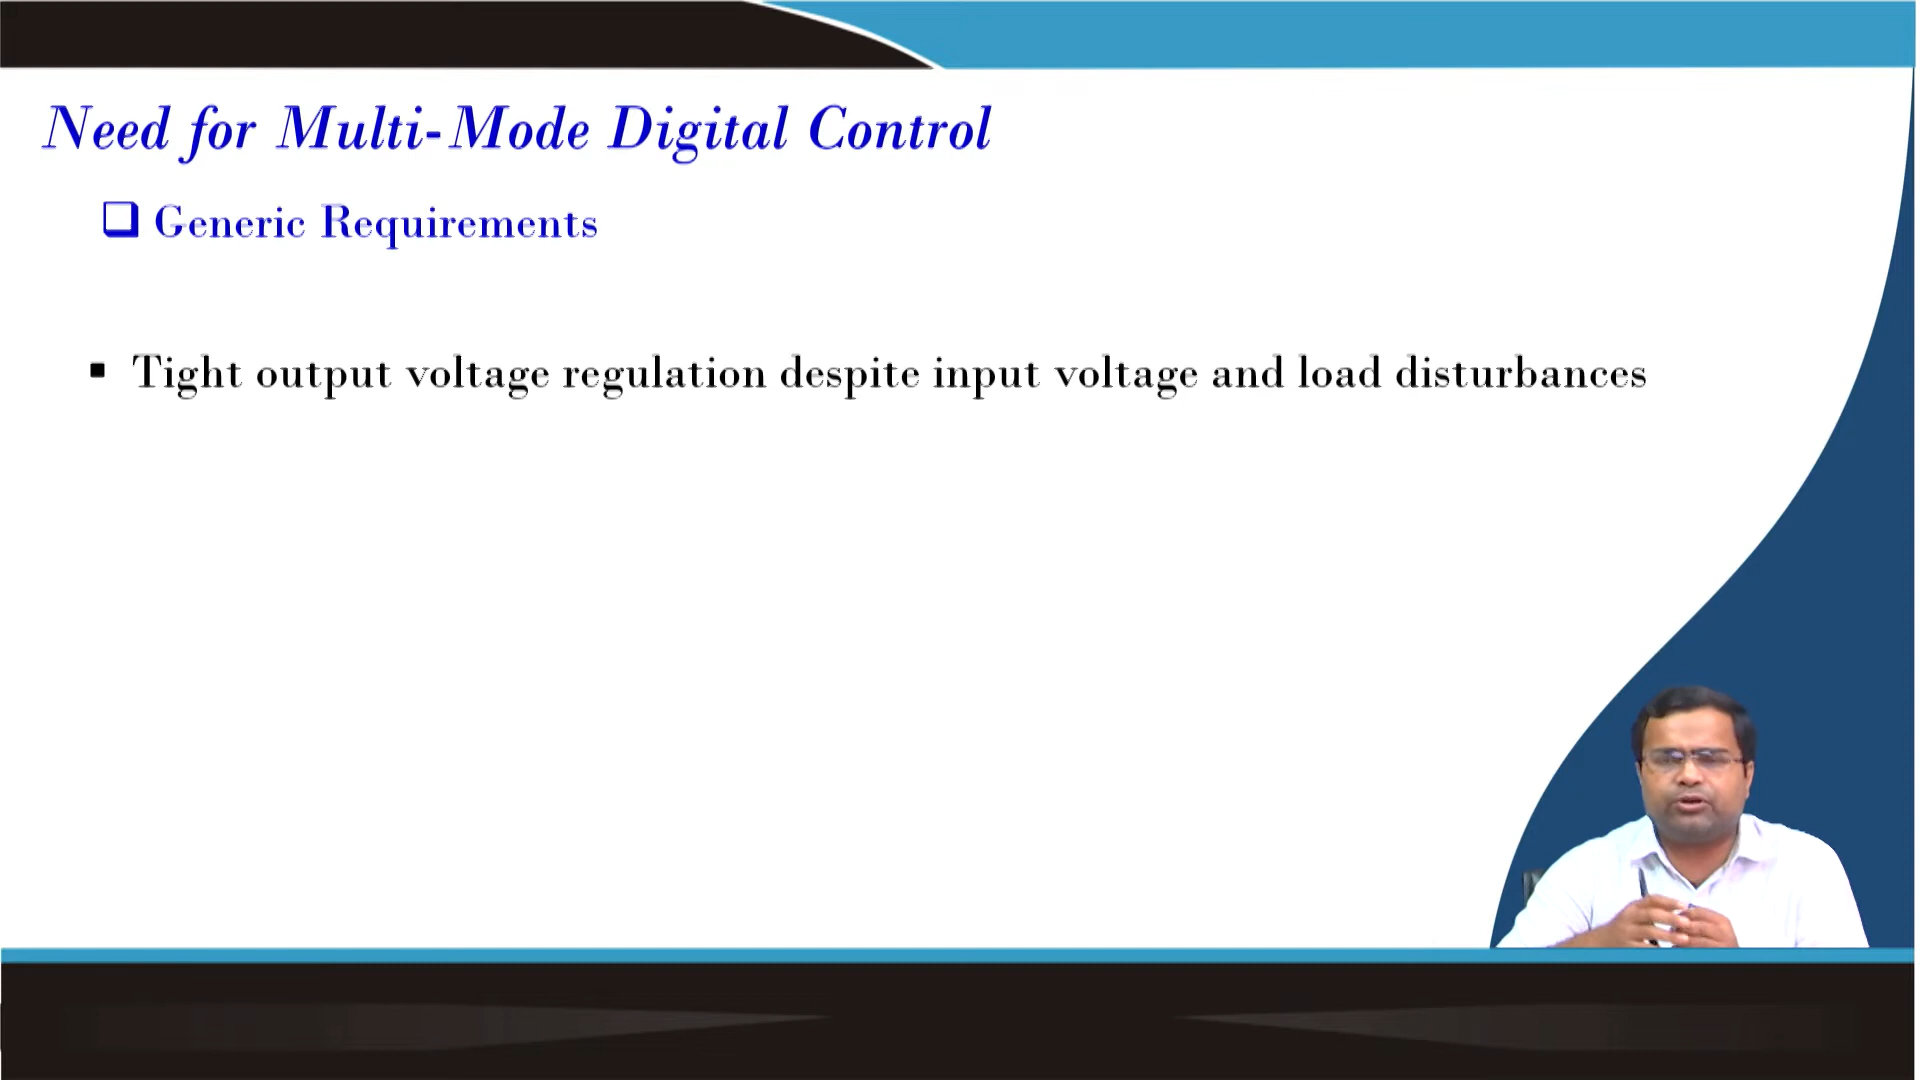 Need for Multi-Mode Digital Control
Generic Requirements
Tight output voltage regulation despite input voltage and load disturbances